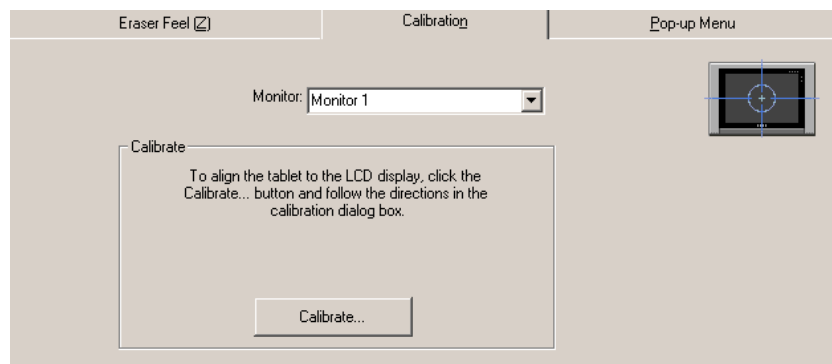 Eraser Feel (Z)
Calibration
Pop-up Menu
Monitor: Monitor 1
Calibrate
To align the tablet to the LCD display, click the
Calibrate... button and follow the directions in the
calibration dialog box.
Calibrate...